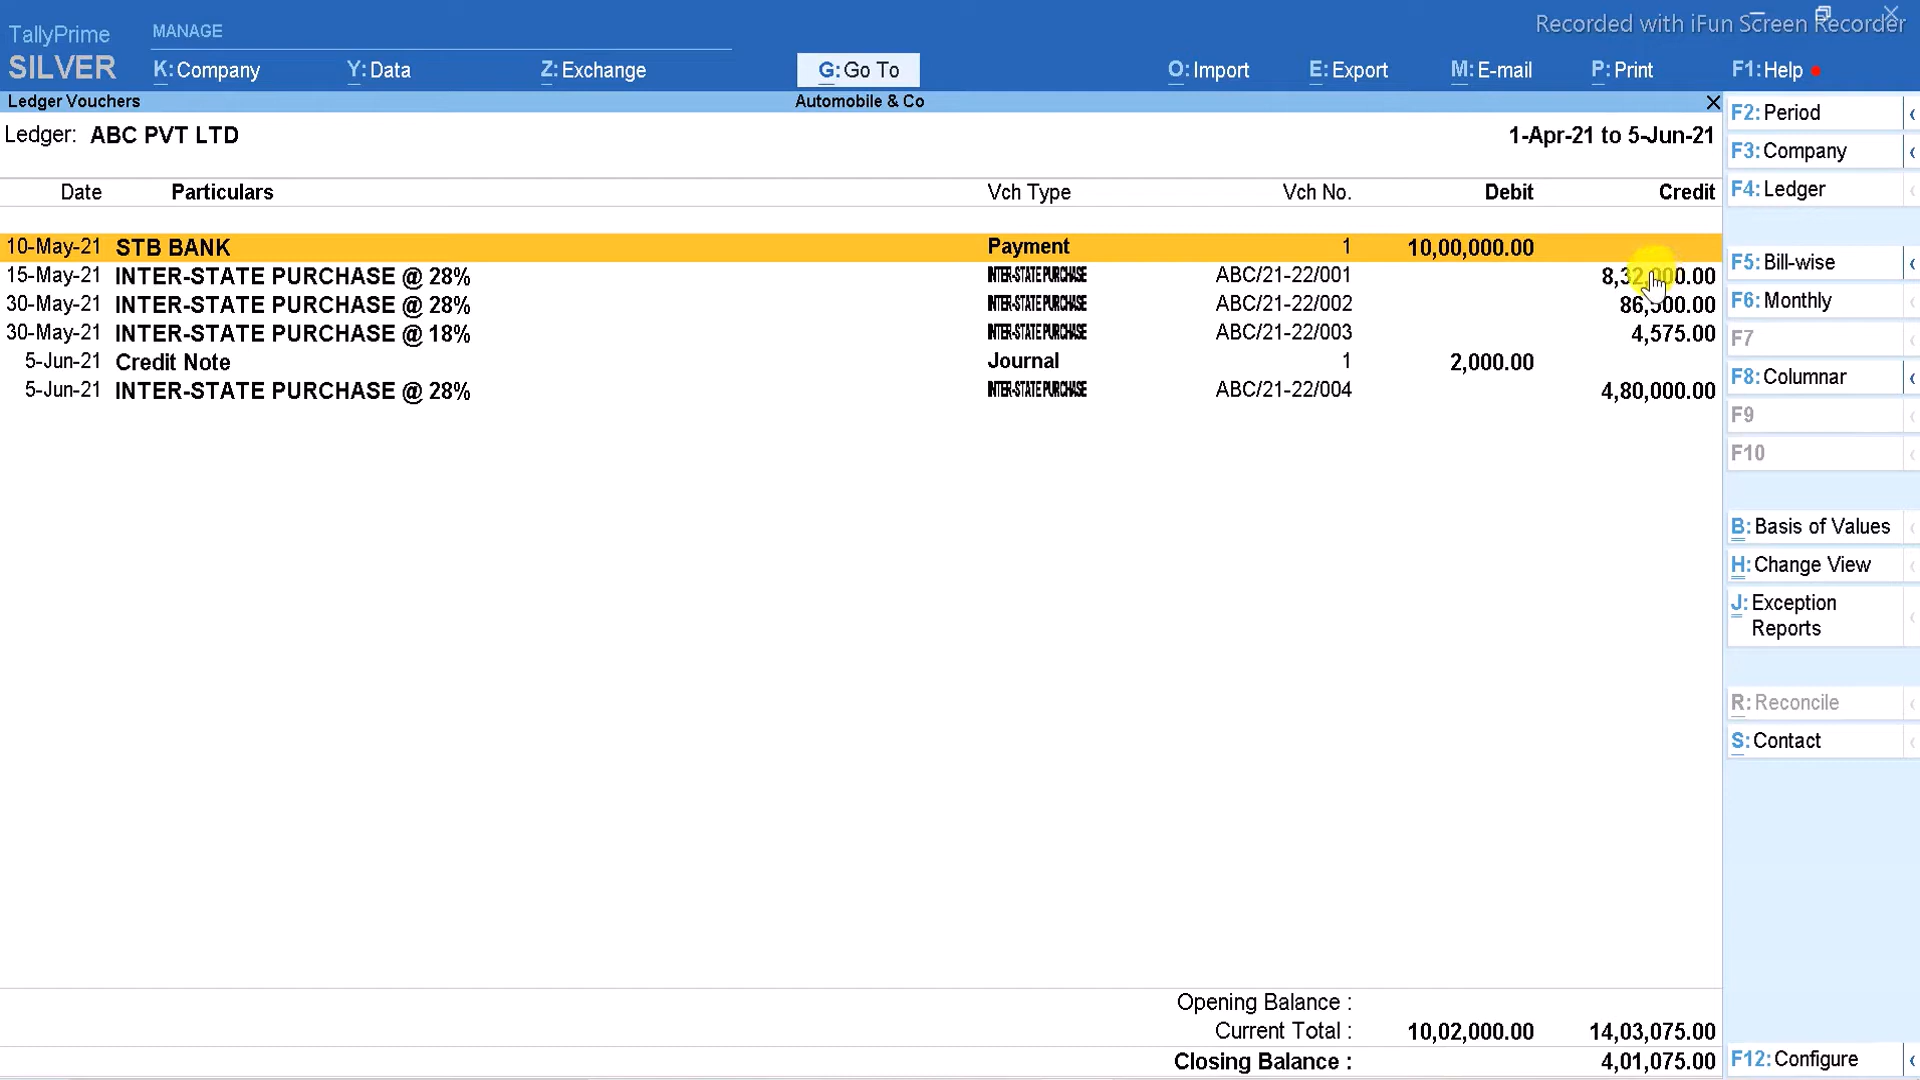 Recorded with iFun Screen Recorder
TallyPrime
SILVER
MANAGE
K: Company
Y: Data
Z: Exchange
G: Go To
O: Import
E: Export
M: E-mail
P: Print
F1: Help
Ledger Vouchers
Automobile & Co
Ledger: ABC PVT LTD
1-Apr-21 to 5-Jun-21
Date Particulars Vch Type Vch No. Debit Credit
10-May-21 STB BANK Payment 1 10,00,000.00
15-May-21 INTER-STATE PURCHASE @ 28% INTER-STATE PURCHASE ABC/21-22/001 8,32,000.00
30-May-21 INTER-STATE PURCHASE @ 28% INTER-STATE PURCHASE ABC/21-22/002 86,500.00
30-May-21 INTER-STATE PURCHASE @ 18% INTER-STATE PURCHASE ABC/21-22/003 4,575.00
5-Jun-21 Credit Note Journal 1 2,000.00
5-Jun-21 INTER-STATE PURCHASE @ 28% INTER-STATE PURCHASE ABC/21-22/004 4,80,000.00
Opening Balance :
Current Total : 10,02,000.00 14,03,075.00
Closing Balance : 4,01,075.00
F2: Period
F3: Company
F4: Ledger
F5: Bill-wise
F6: Monthly
F7
F8: Columnar
F9
F10
B: Basis of Values
H: Change View
J: Exception
Reports
R: Reconcile
S: Contact
F12: Configure